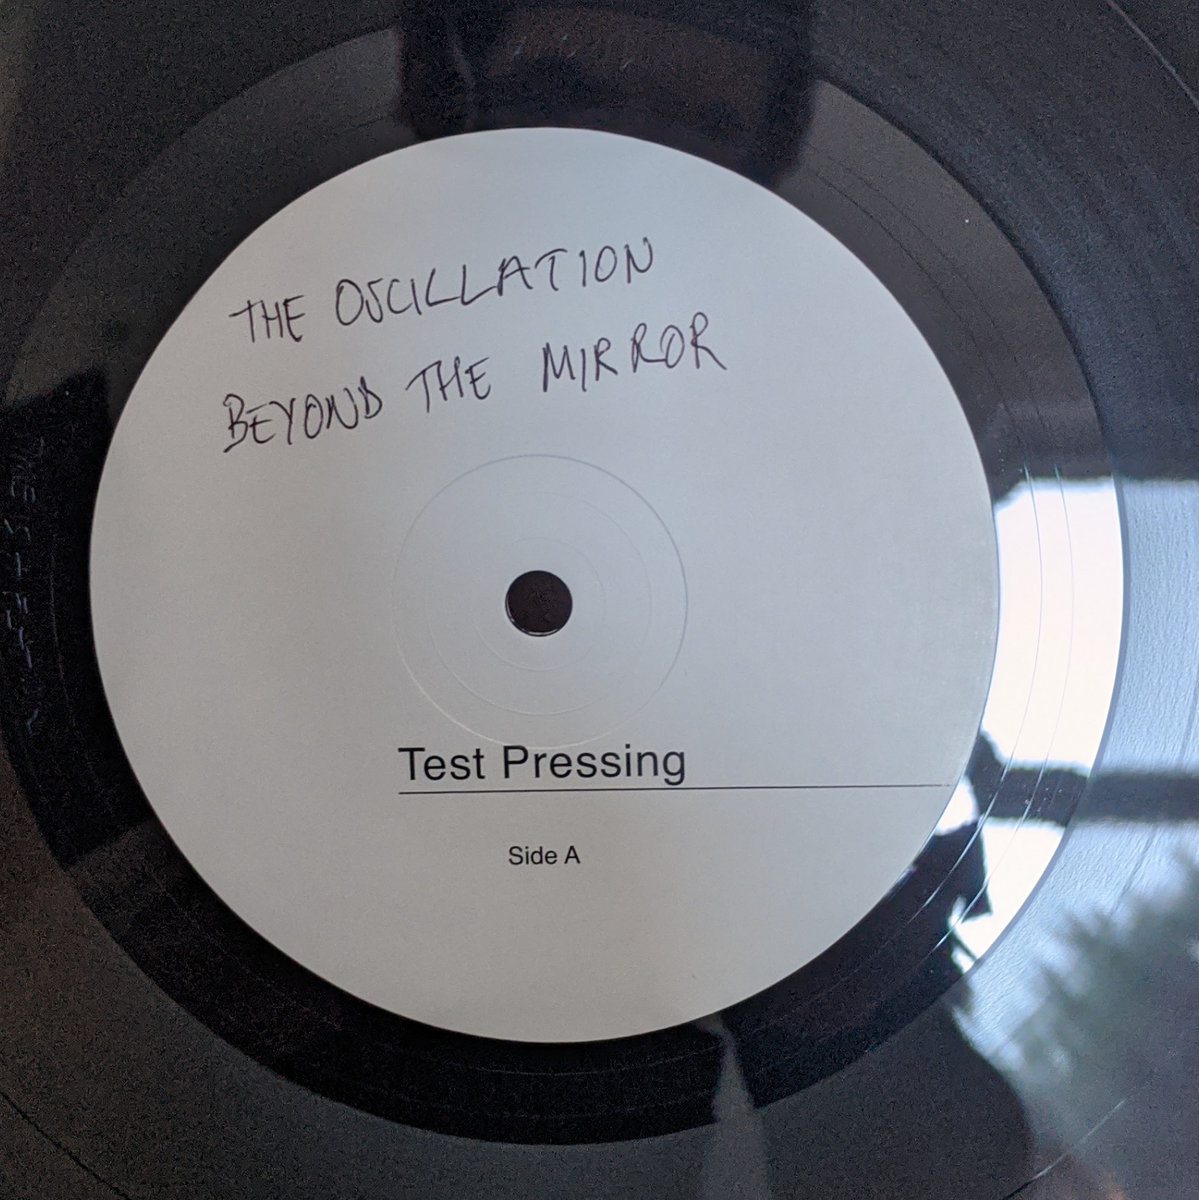 THE OSCILLATION
BEYOND THE MIRROR
Test Pressing
Side A